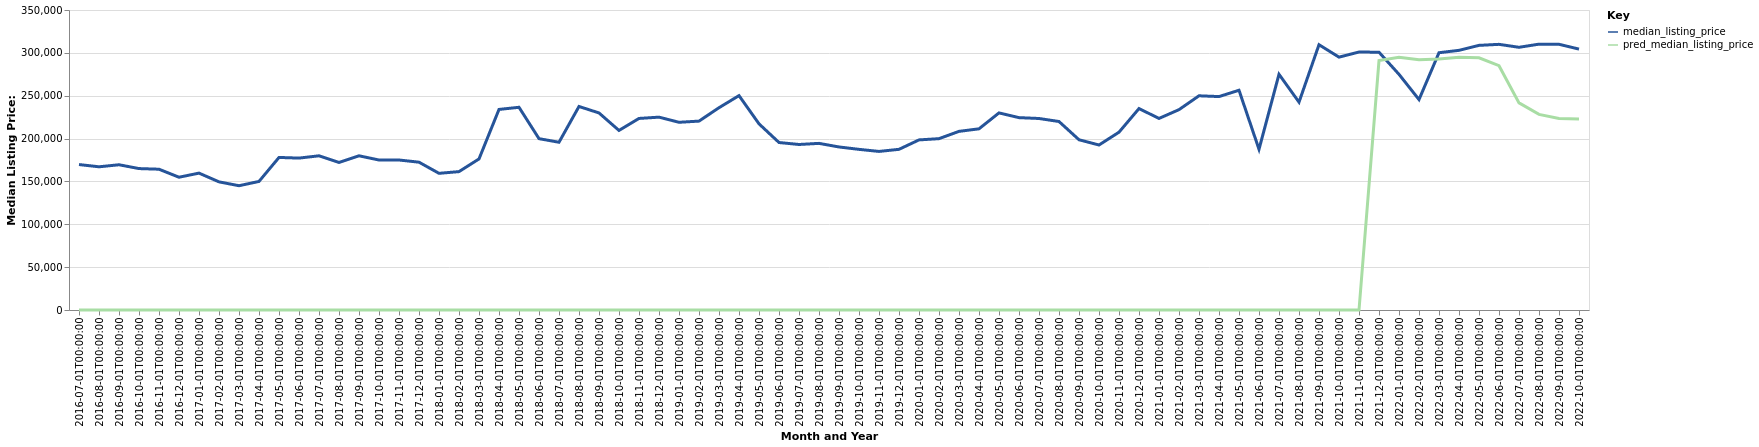 350,000
300,000
250,000
200,000
150,000
100,000
50,000
0
Median Listing Price:
2016-07-01T00:00:00
2016-08-01T00:00:00
2016-09-01T00:00:00
2016-10-01T00:00:00
2016-11-01T00:00:00
2016-12-01T00:00:00
2017-01-01T00:00:00
2017-02-01T00:00:00
2017-03-01T00:00:00
2017-04-01T00:00:00
2017-05-01T00:00:00
2017-06-01T00:00:00
2017-07-01T00:00:00
2017-08-01T00:00:00
2017-09-01T00:00:00
2017-10-01T00:00:00
2017-11-01T00:00:00
2017-12-01T00:00:00
2018-01-01T00:00:00
2018-02-01T00:00:00
2018-03-01T00:00:00
2018-04-01T00:00:00
2018-05-01T00:00:00
2018-06-01T00:00:00
2018-07-01T00:00:00
2018-08-01T00:00:00
2018-09-01T00:00:00
2018-10-01T00:00:00
2018-11-01T00:00:00
2018-12-01T00:00:00
2019-01-01T00:00:00
2019-02-01T00:00:00
2019-03-01T00:00:00
2019-04-01T00:00:00
2019-05-01T00:00:00
2019-06-01T00:00:00
2019-07-01T00:00:00
2019-08-01T00:00:00
2019-09-01T00:00:00
2019-10-01T00:00:00
2019-11-01T00:00:00
2019-12-01T00:00:00
2020-01-01T00:00:00
2020-02-01T00:00:00
2020-03-01T00:00:00
2020-04-01T00:00:00
2020-05-01T00:00:00
2020-06-01T00:00:00
2020-07-01T00:00:00
2020-08-01T00:00:00
2020-09-01T00:00:00
2020-10-01T00:00:00
2020-11-01T00:00:00
2020-12-01T00:00:00
2021-01-01T00:00:00
2021-02-01T00:00:00
2021-03-01T00:00:00
2021-04-01T00:00:00
2021-05-01T00:00:00
2021-06-01T00:00:00
2021-07-01T00:00:00
2021-08-01T00:00:00
2021-09-01T00:00:00
2021-10-01T00:00:00
2021-11-01T00:00:00
2021-12-01T00:00:00
2022-01-01T00:00:00
2022-02-01T00:00:00
2022-03-01T00:00:00
2022-04-01T00:00:00
2022-05-01T00:00:00
2022-06-01T00:00:00
2022-07-01T00:00:00
2022-08-01T00:00:00
2022-09-01T00:00:00
2022-10-01T00:00:00
Month and Year
Key
median_listing_price
pred_median_listing_price